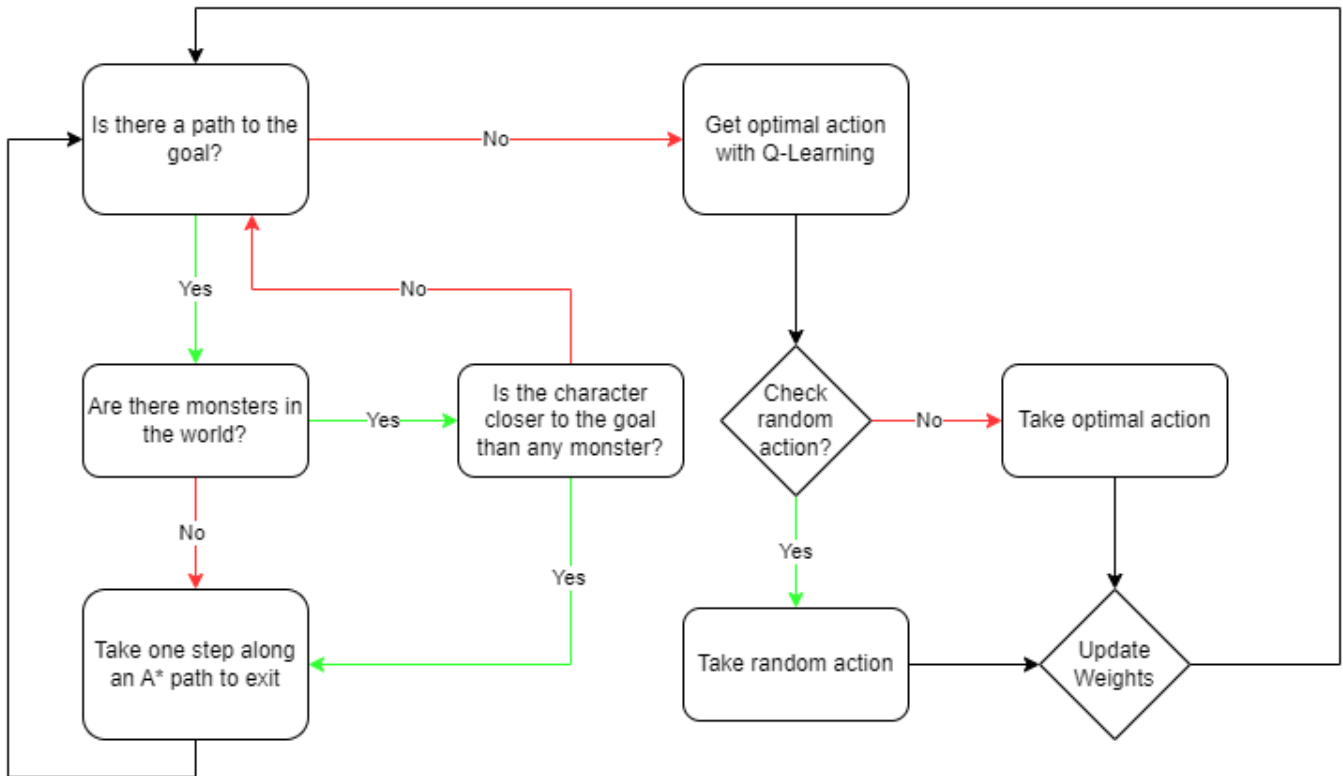 Is there a path to the
goal?
No
Get optimal action
with Q-Learning
Yes
No
Are there monsters in
the world?
Yes
Is the character
closer to the goal
than any monster?
Check
random
action?
No
Take optimal action
No
Yes
Yes
Take one step along
an A* path to exit
Take random action
Update
Weights